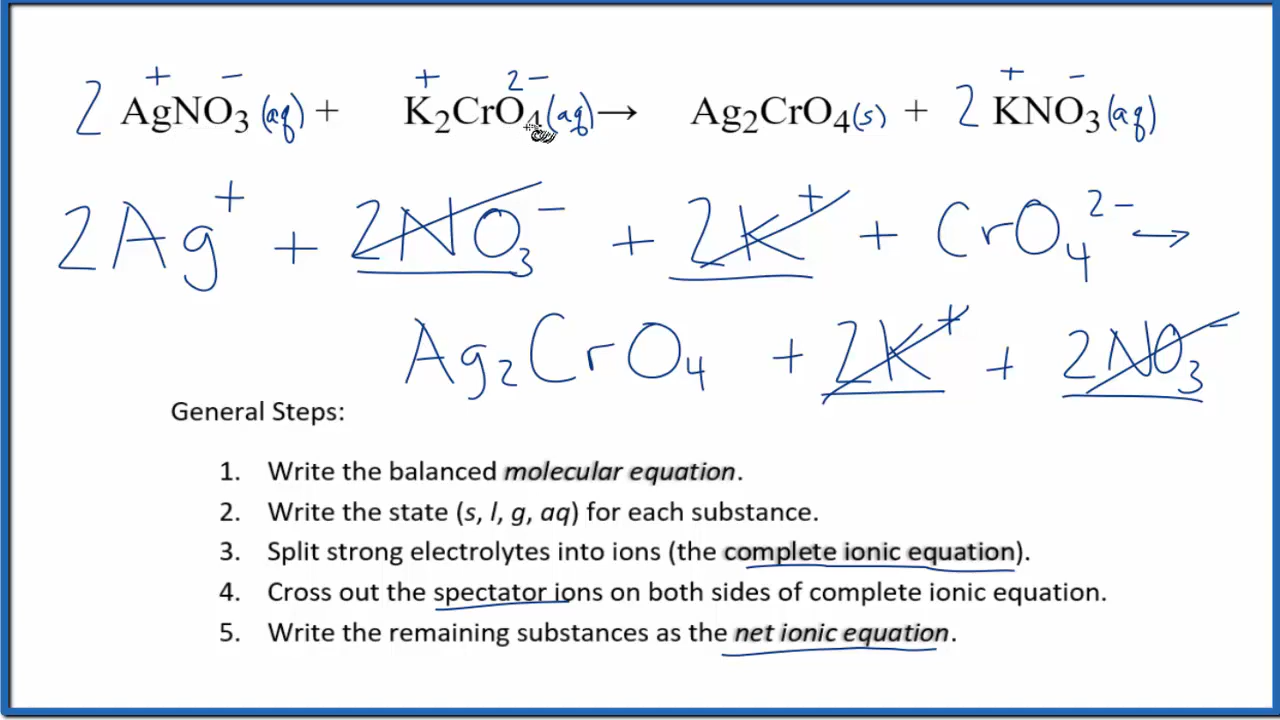 2 AgNO₃ (aq) + K₂CrO₄ (aq) → Ag₂CrO₄ (s) + 2 KNO₃ (aq)
+ − + 2− + −
2Ag⁺ + 2NO₃⁻ + 2K⁺ + CrO₄²⁻ →
Ag₂CrO₄ + 2K⁺ + 2NO₃⁻
General Steps:
1. Write the balanced molecular equation.
2. Write the state (s, l, g, aq) for each substance.
3. Split strong electrolytes into ions (the complete ionic equation).
4. Cross out the spectator ions on both sides of complete ionic equation.
5. Write the remaining substances as the net ionic equation.